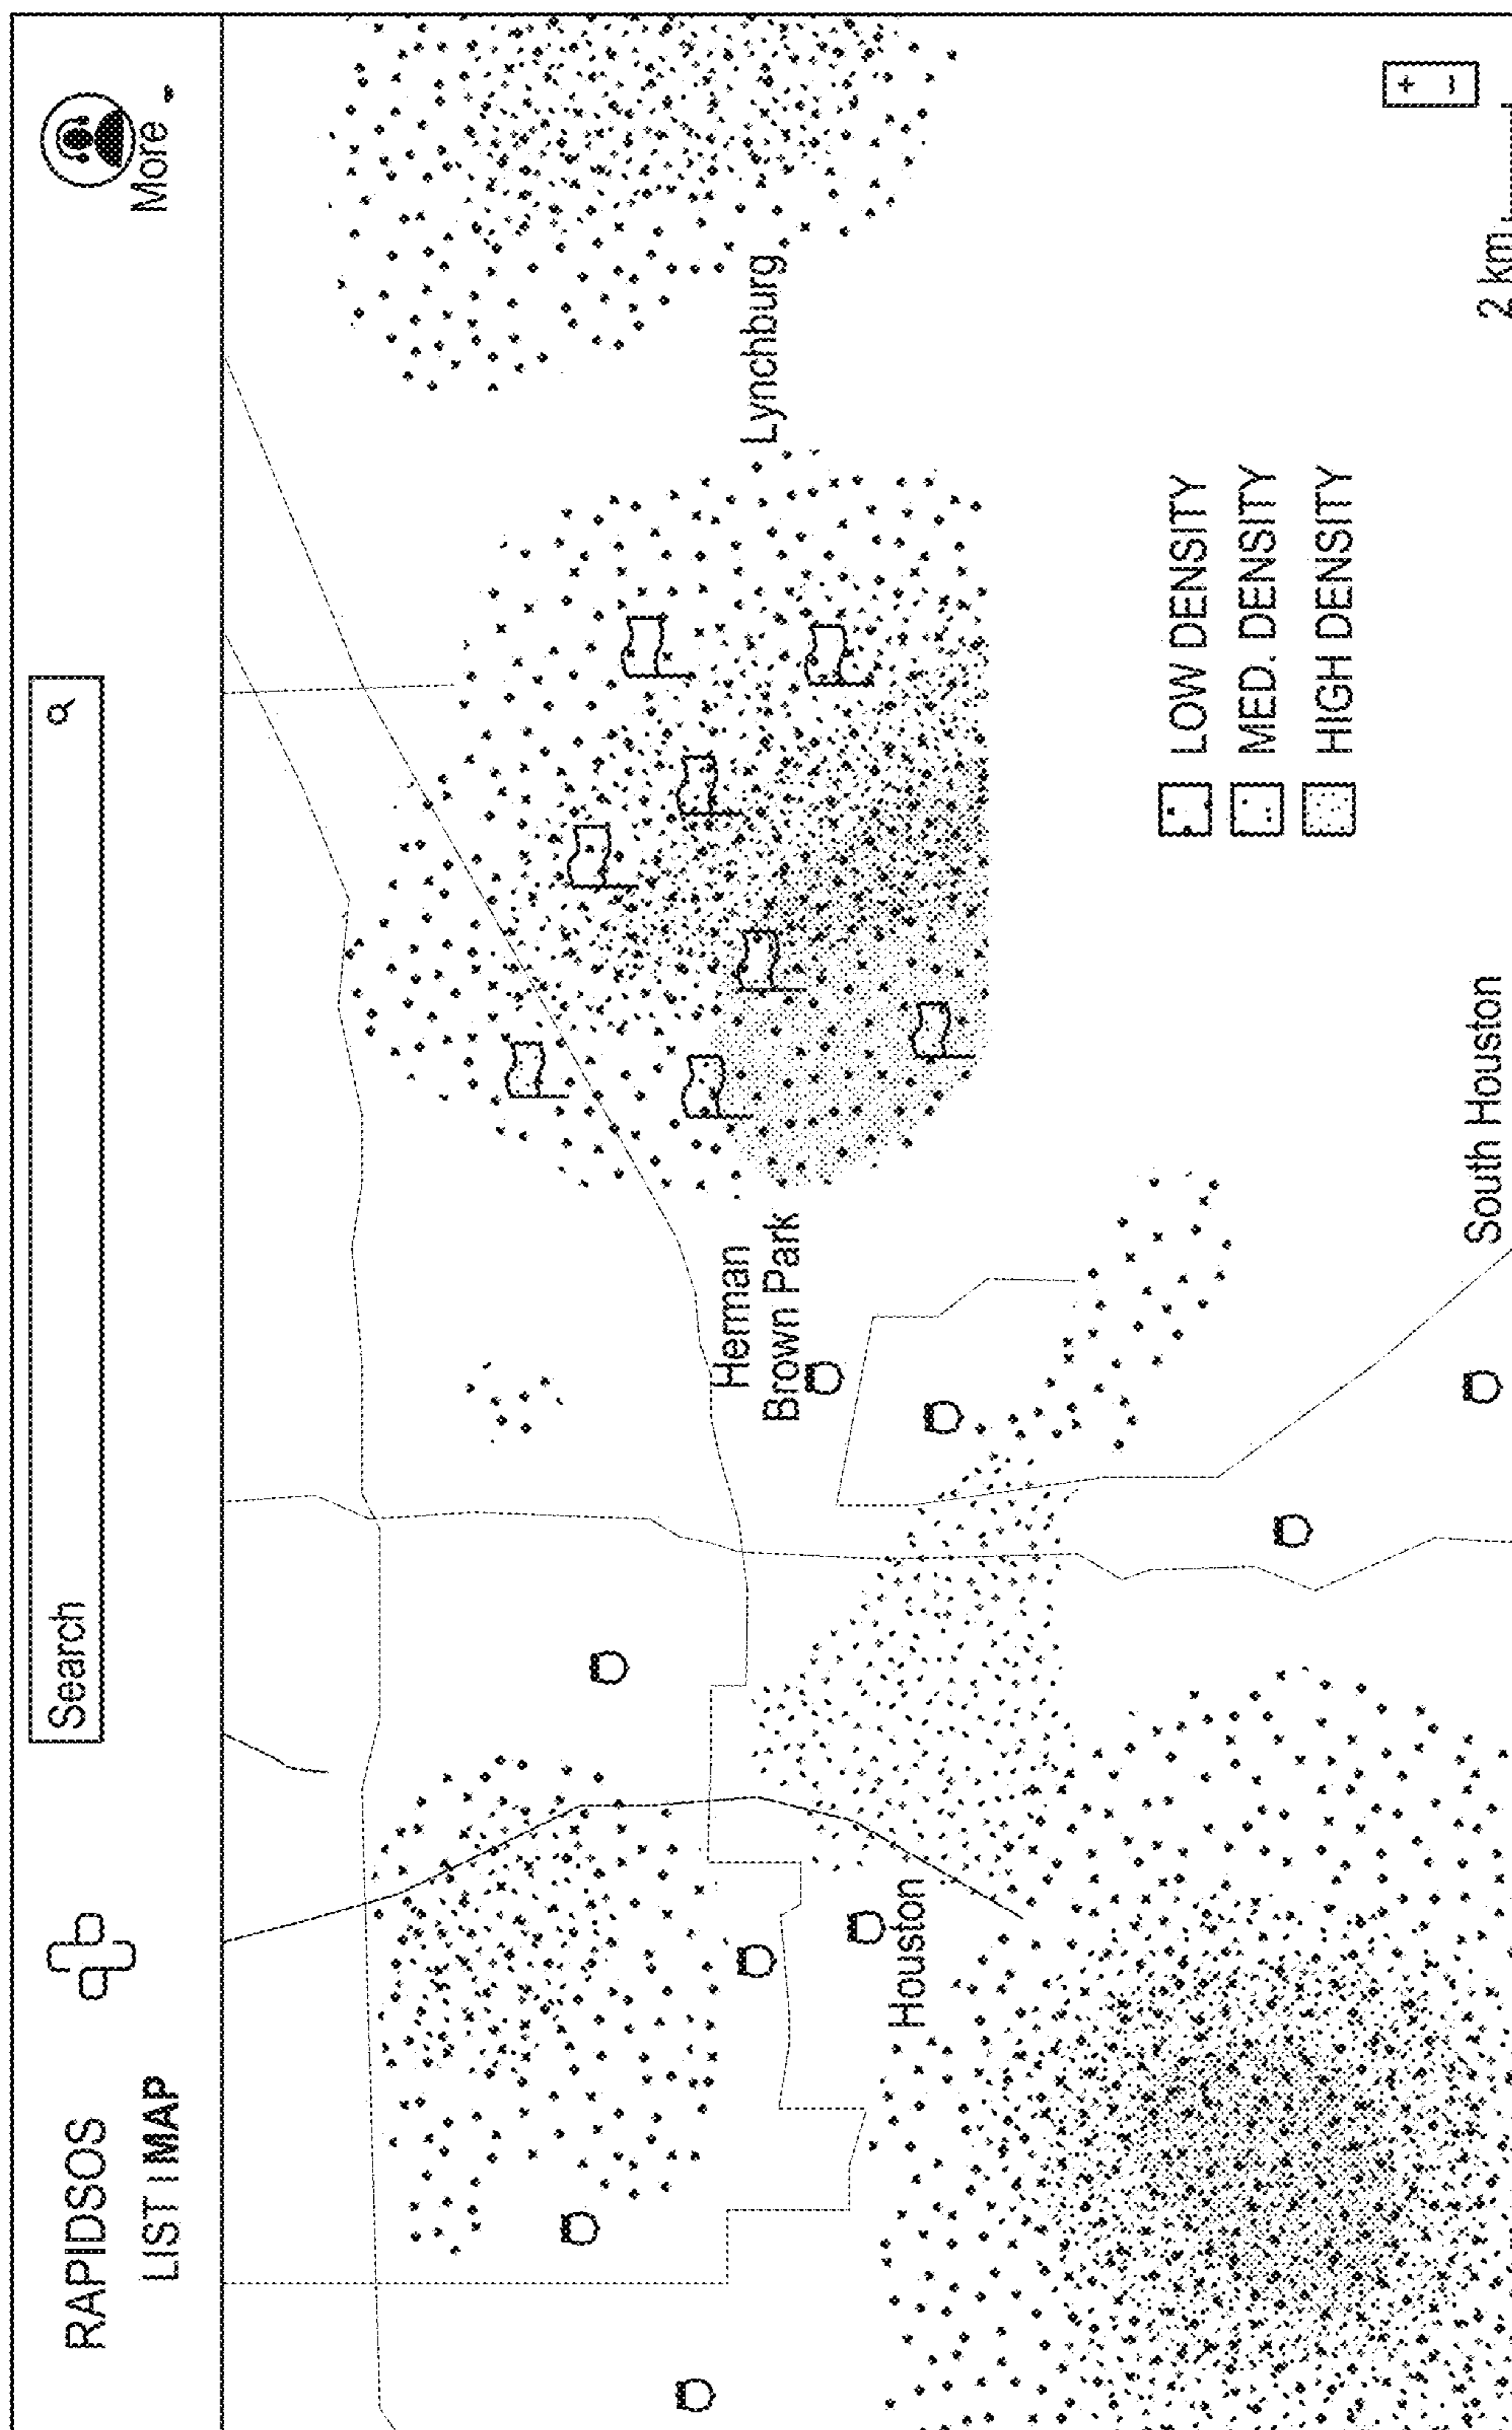 RAPIDSOS
Search
LIST | MAP
More
Herman
Brown Park
Lynchburg
Houston
LOW DENSITY
MED. DENSITY
HIGH DENSITY
+
−
South Houston
2 km